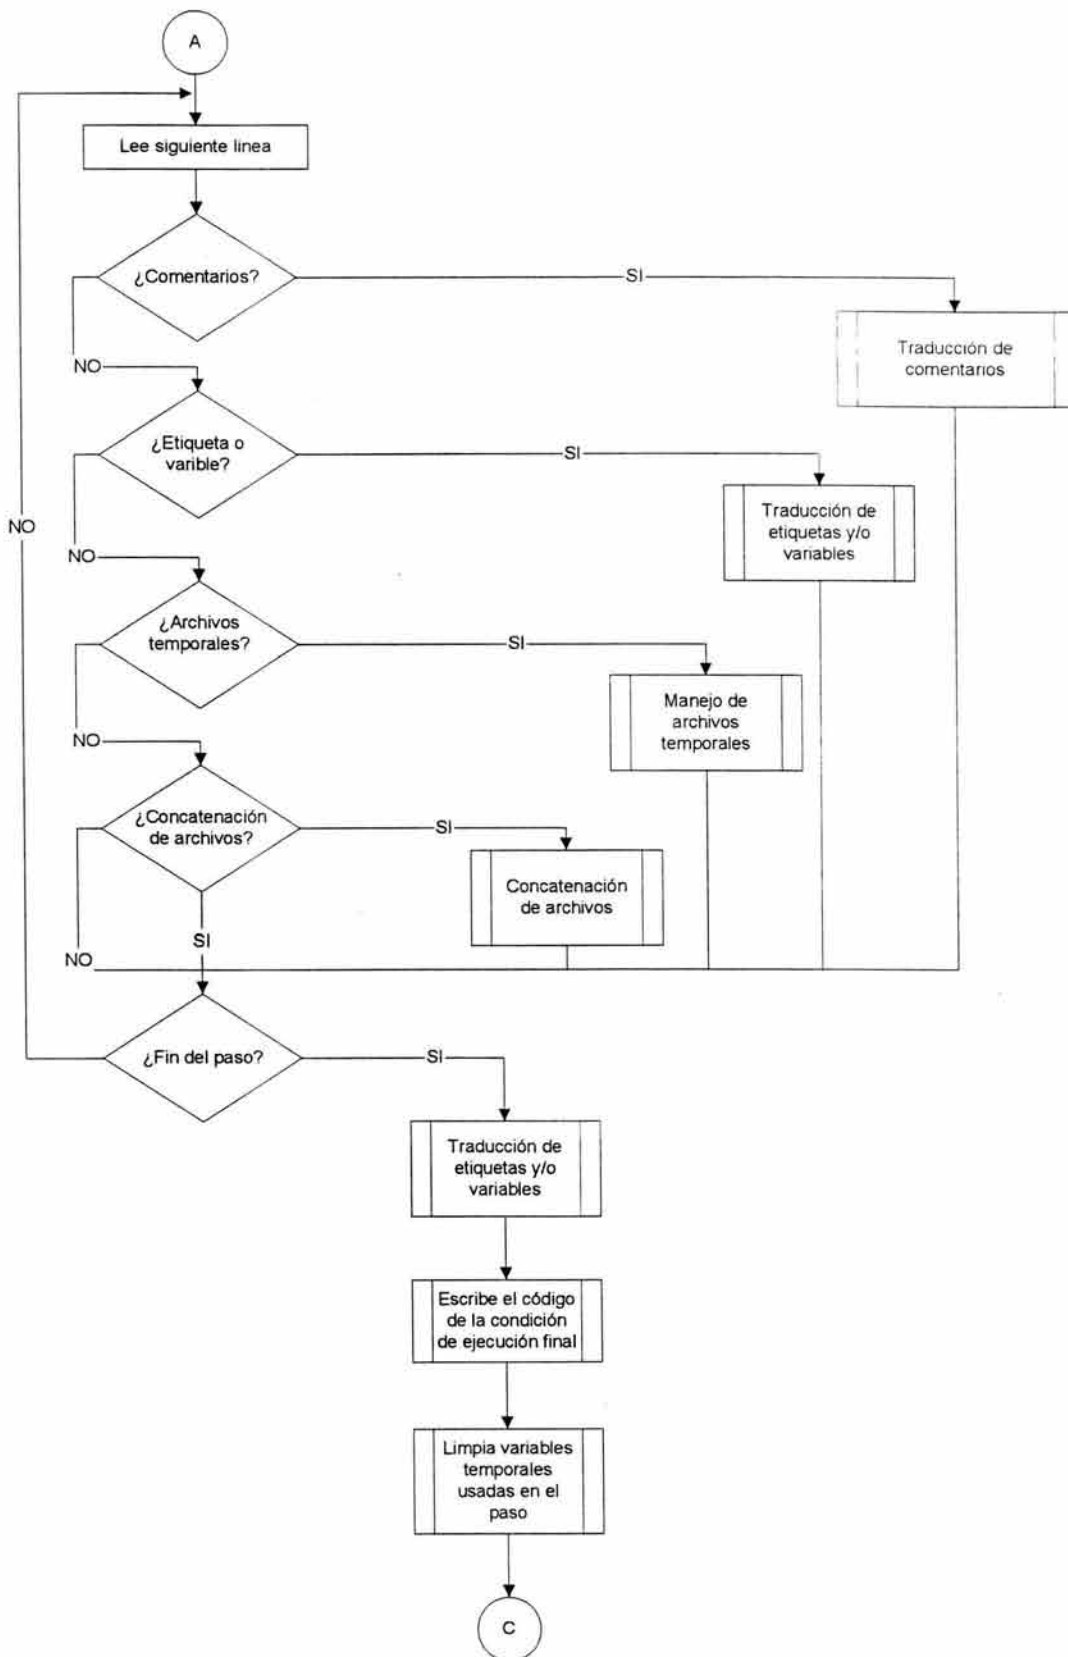 A
Lee siguiente linea
¿Comentarios?
SI
Traducción de
comentarios
NO
¿Etiqueta o
varible?
SI
Traducción de
etiquetas y/o
variables
NO
NO
¿Archivos
temporales?
SI
Manejo de
archivos
temporales
NO
¿Concatenación
de archivos?
SI
Concatenación
de archivos
SI
NO
¿Fin del paso?
SI
Traducción de
etiquetas y/o
variables
Escribe el código
de la condición
de ejecución final
Limpia variables
temporales
usadas en el
paso
C